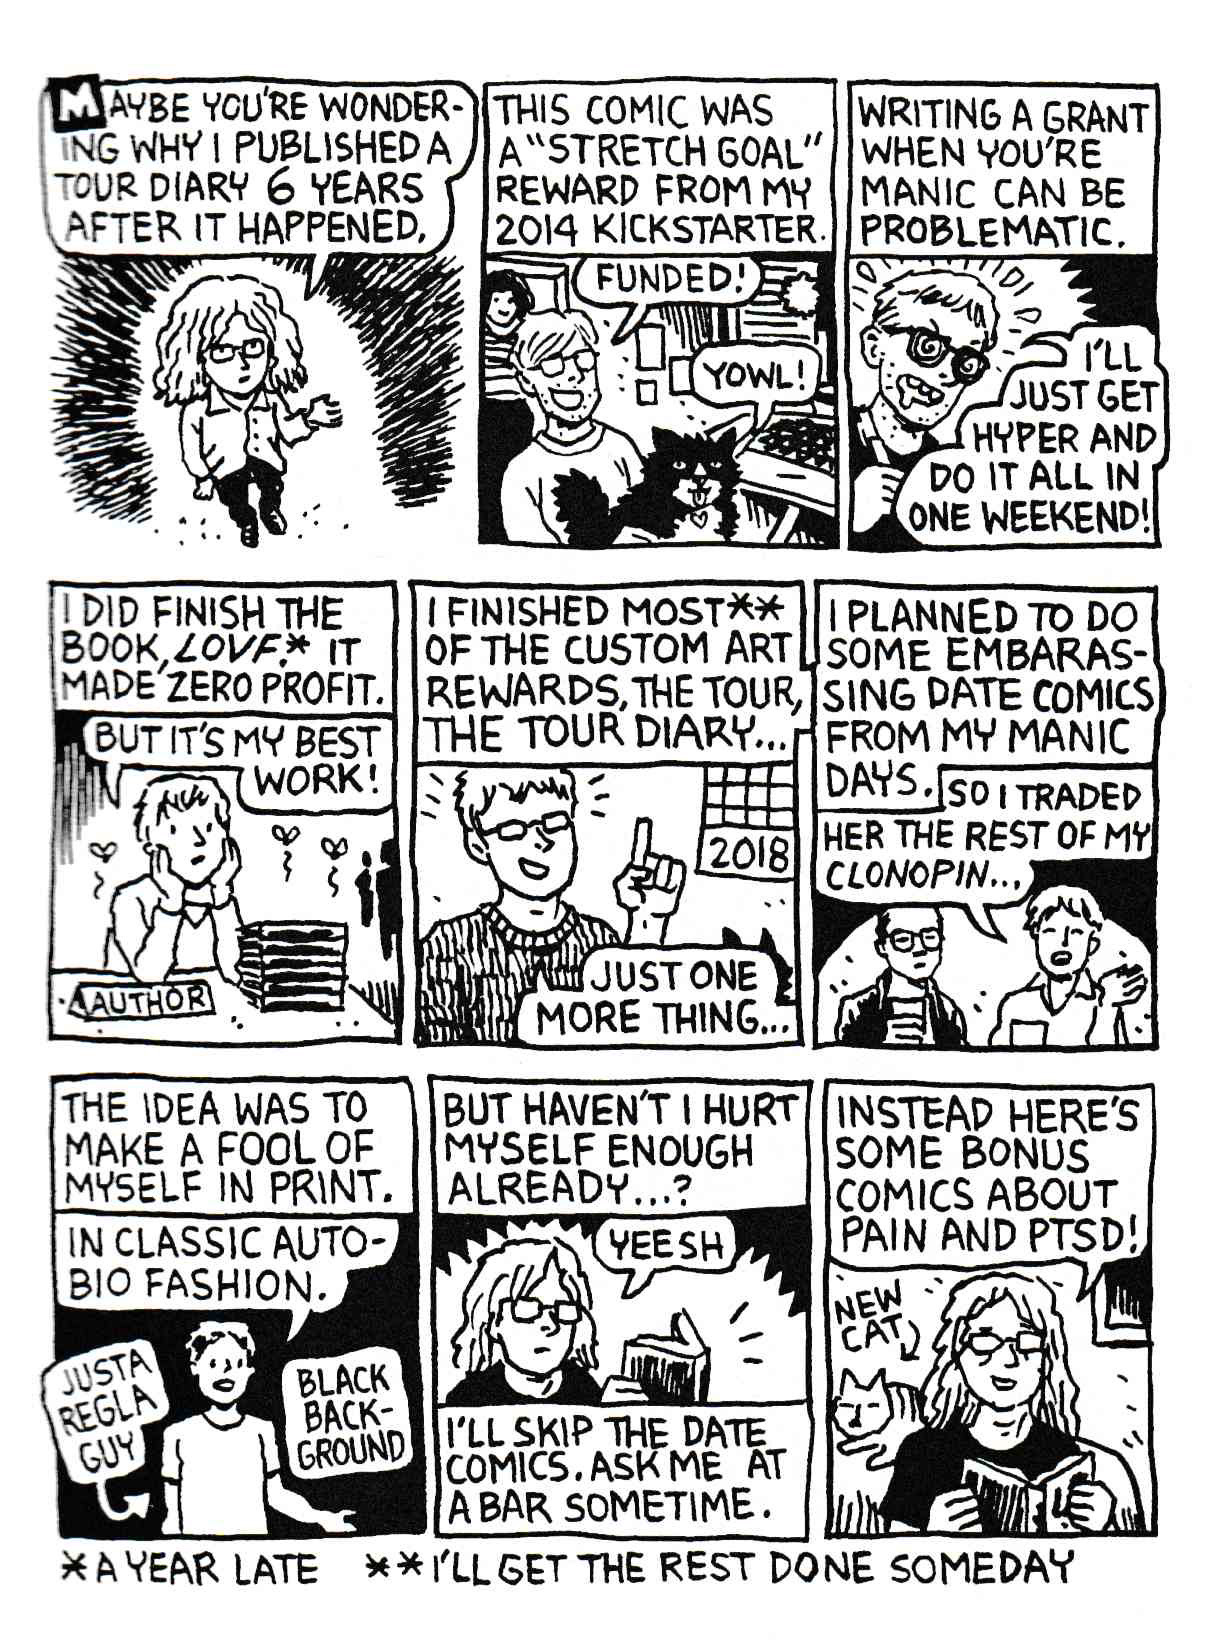 MAYBE YOU'RE WONDER-
ING WHY I PUBLISHED A
TOUR DIARY 6 YEARS
AFTER IT HAPPENED.
THIS COMIC WAS
A "STRETCH GOAL"
REWARD FROM MY
2014 KICKSTARTER.
FUNDED!
YOWL!
WRITING A GRANT
WHEN YOU'RE
MANIC CAN BE
PROBLEMATIC.
I'LL
JUST GET
HYPER AND
DO IT ALL IN
ONE WEEKEND!
I DID FINISH THE
BOOK, LOVF.* IT
MADE ZERO PROFIT.
BUT IT'S MY BEST
WORK!
AUTHOR
I FINISHED MOST**
OF THE CUSTOM ART
REWARDS, THE TOUR,
THE TOUR DIARY...
2018
JUST ONE
MORE THING...
I PLANNED TO DO
SOME EMBARAS-
SING DATE COMICS
FROM MY MANIC
DAYS.
SO I TRADED
HER THE REST OF MY
CLONOPIN...
THE IDEA WAS TO
MAKE A FOOL OF
MYSELF IN PRINT.
IN CLASSIC AUTO-
BIO FASHION.
JUSTA
REGLA
GUY
BLACK
BACK-
GROUND
BUT HAVEN'T I HURT
MYSELF ENOUGH
ALREADY...?
YEESH
I'LL SKIP THE DATE
COMICS. ASK ME AT
A BAR SOMETIME.
INSTEAD HERE'S
SOME BONUS
COMICS ABOUT
PAIN AND PTSD!
NEW
CAT
*A YEAR LATE **I'LL GET THE REST DONE SOMEDAY